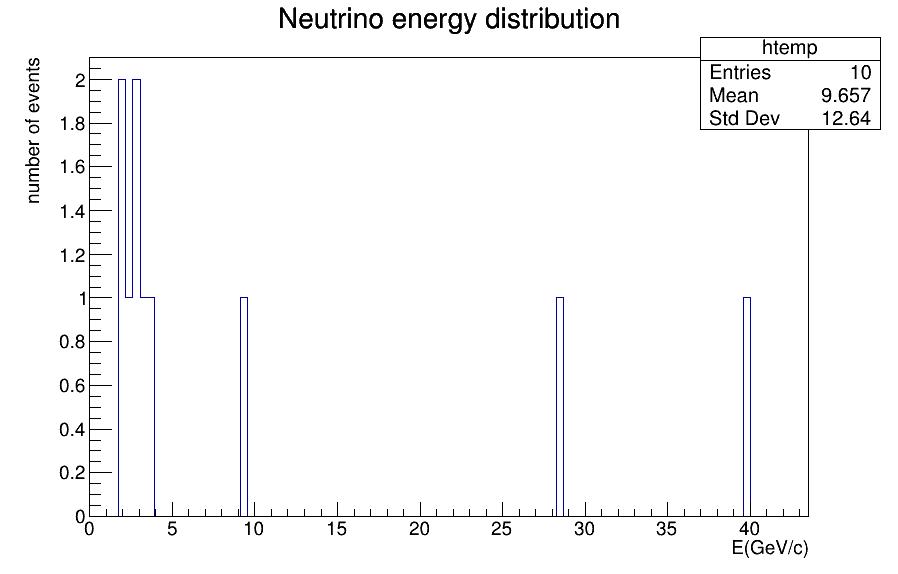 Neutrino energy distribution
htemp
Entries 10
Mean 9.657
Std Dev 12.64
number of events
2
1.8
1.6
1.4
1.2
1
0.8
0.6
0.4
0.2
0
0 5 10 15 20 25 30 35 40
E(GeV/c)